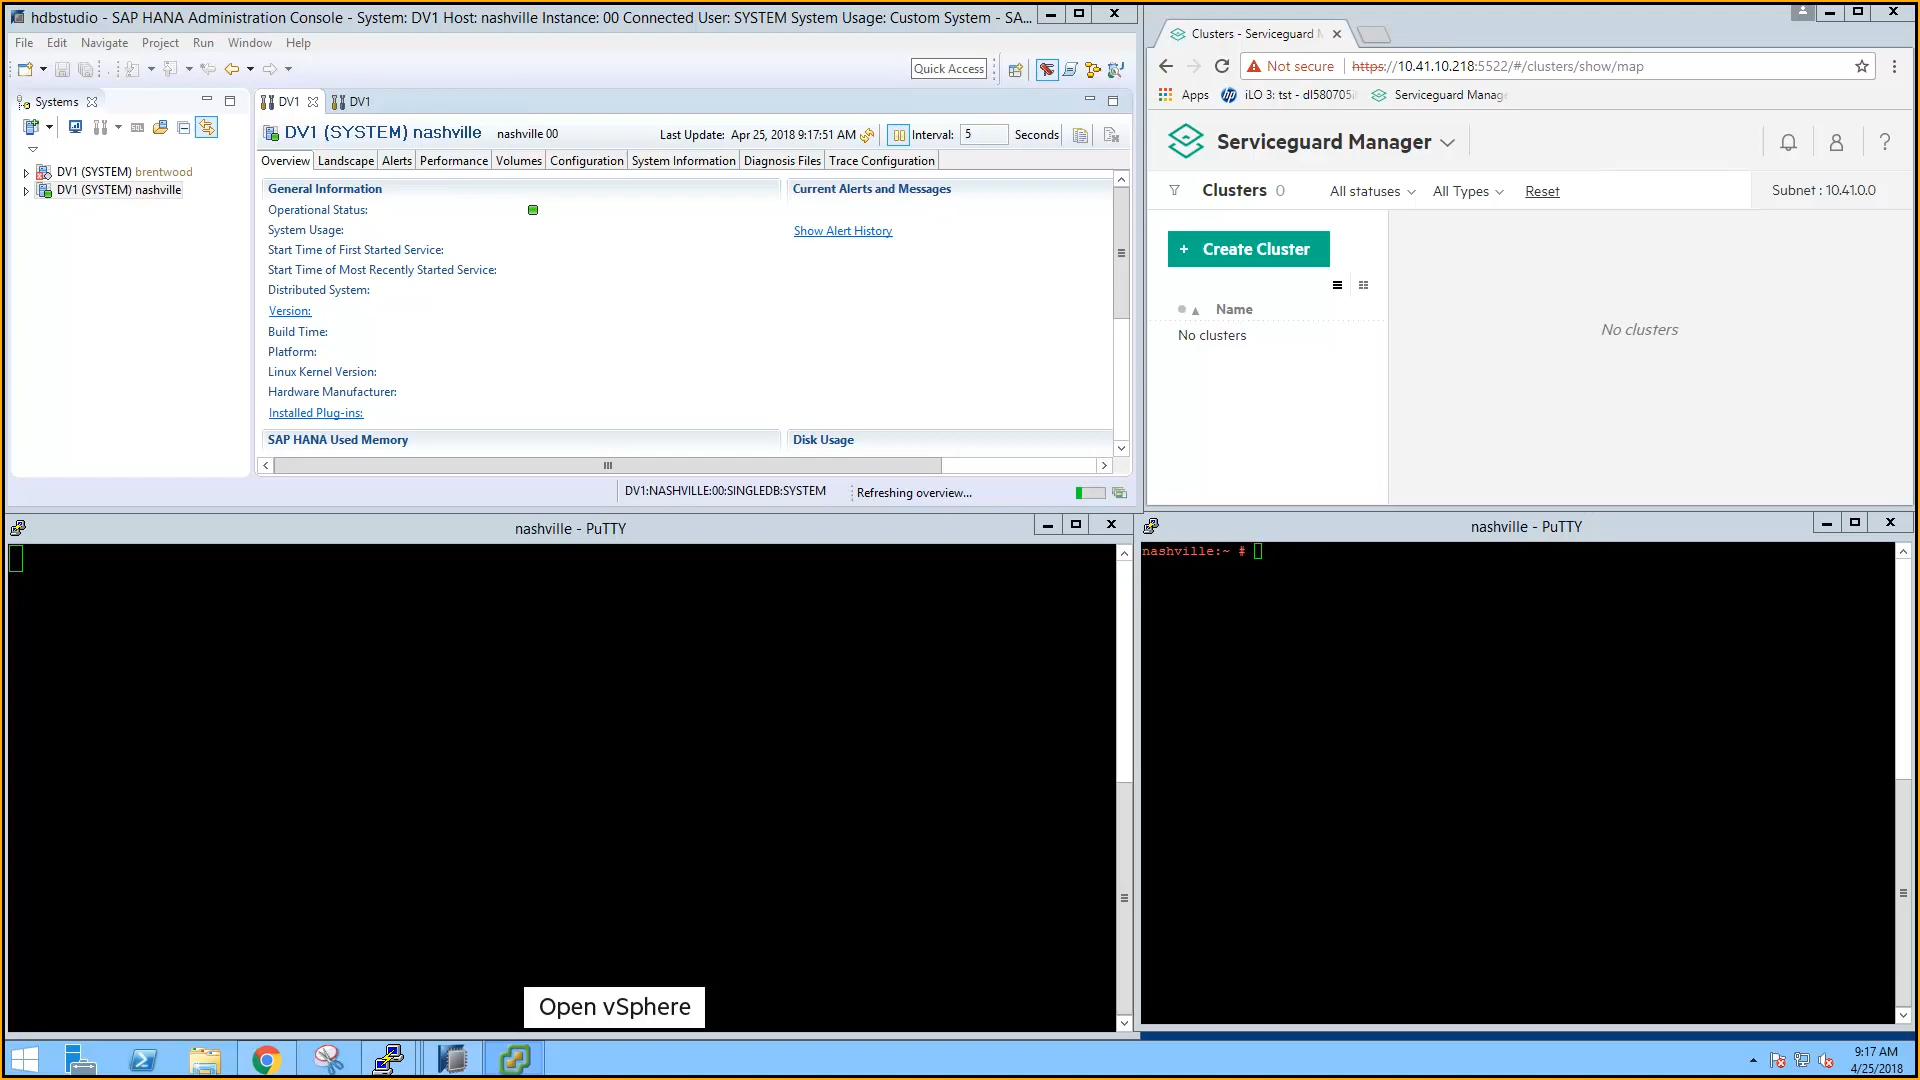 hdbstudio - SAP HANA Administration Console - System: DV1 Host: nashville Instance: 00 Connected User: SYSTEM System Usage: Custom System - SA...
File Edit Navigate Project Run Window Help
Quick Access
Systems
DV1 (SYSTEM) brentwood
DV1 (SYSTEM) nashville
DV1
DV1
DV1 (SYSTEM) nashville nashville 00
Last Update: Apr 25, 2018 9:17:51 AM
Interval: 5 Seconds
Overview Landscape Alerts Performance Volumes Configuration System Information Diagnosis Files Trace Configuration
General Information
Operational Status:
System Usage:
Start Time of First Started Service:
Start Time of Most Recently Started Service:
Distributed System:
Version:
Build Time:
Platform:
Linux Kernel Version:
Hardware Manufacturer:
Installed Plug-ins:
Current Alerts and Messages
Show Alert History
SAP HANA Used Memory
Disk Usage
DV1:NASHVILLE:00:SINGLEDB:SYSTEM
Refreshing overview...
Clusters - Serviceguard
Not secure https://10.41.10.218:5522/#/clusters/show/map
Apps iLO 3: tst - dl580705 Serviceguard Manag
Serviceguard Manager
?
Clusters 0 All statuses All Types Reset Subnet : 10.41.0.0
+ Create Cluster
Name
No clusters
No clusters
nashville - PuTTY
nashville - PuTTY
nashville:~ #
Open vSphere
9:17 AM
4/25/2018